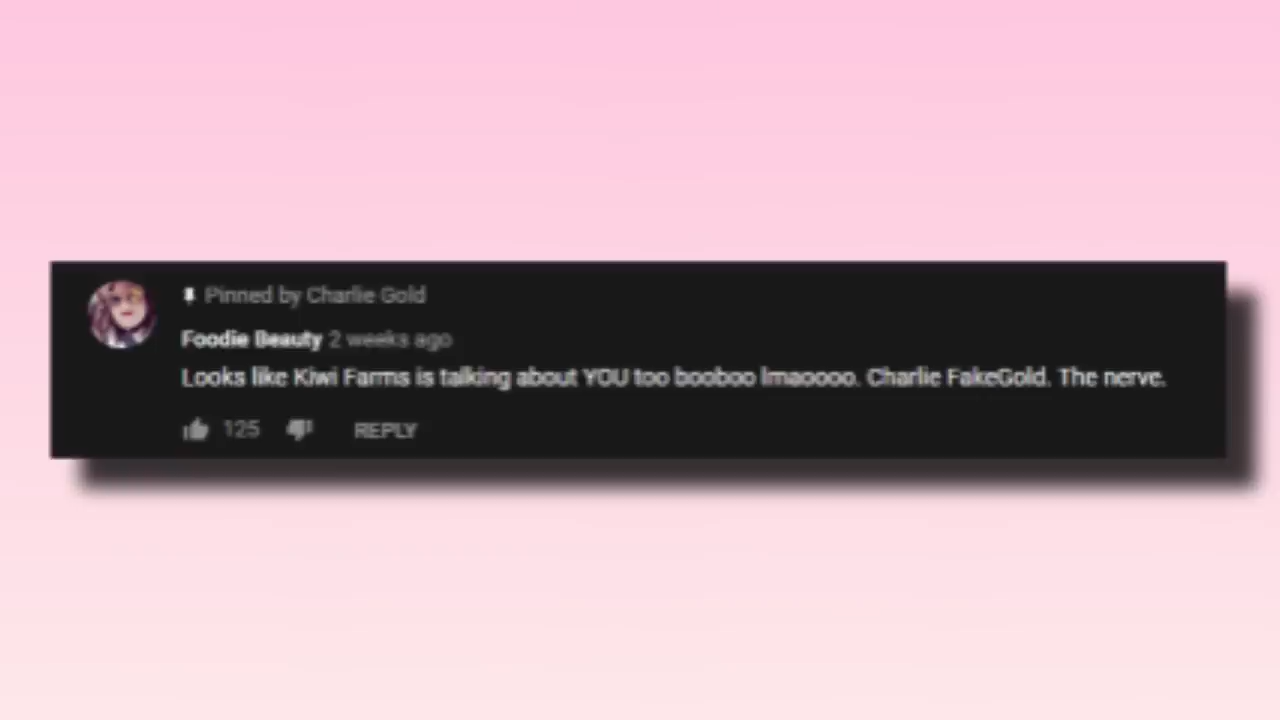 Pinned by Charlie Gold
Foodie Beauty 2 weeks ago
Looks like Kiwi Farms is talking about YOU too booboo lmaoooo. Charlie FakeGold. The nerve.
125 REPLY